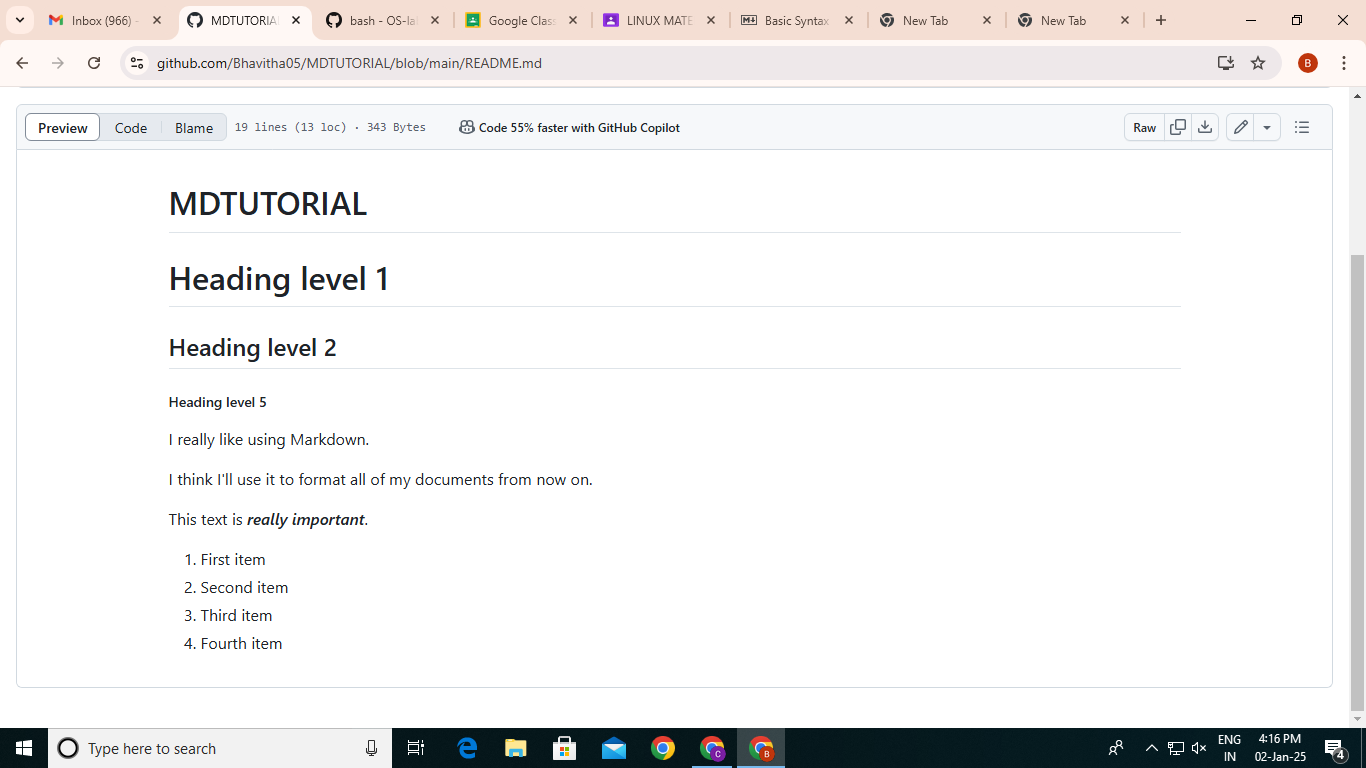 Inbox (966) -
MDTUTORIAL
bash - OS-la
Google Class
LINUX MATE
Basic Syntax
New Tab
New Tab
github.com/Bhavitha05/MDTUTORIAL/blob/main/README.md
B
Preview
Code
Blame
19 lines (13 loc) · 343 Bytes
Code 55% faster with GitHub Copilot
Raw
MDTUTORIAL
Heading level 1
Heading level 2
Heading level 5
I really like using Markdown.
I think I'll use it to format all of my documents from now on.
This text is really important.
1. First item
2. Second item
3. Third item
4. Fourth item
Type here to search
C
B
ENG
IN
4:16 PM
02-Jan-25
4